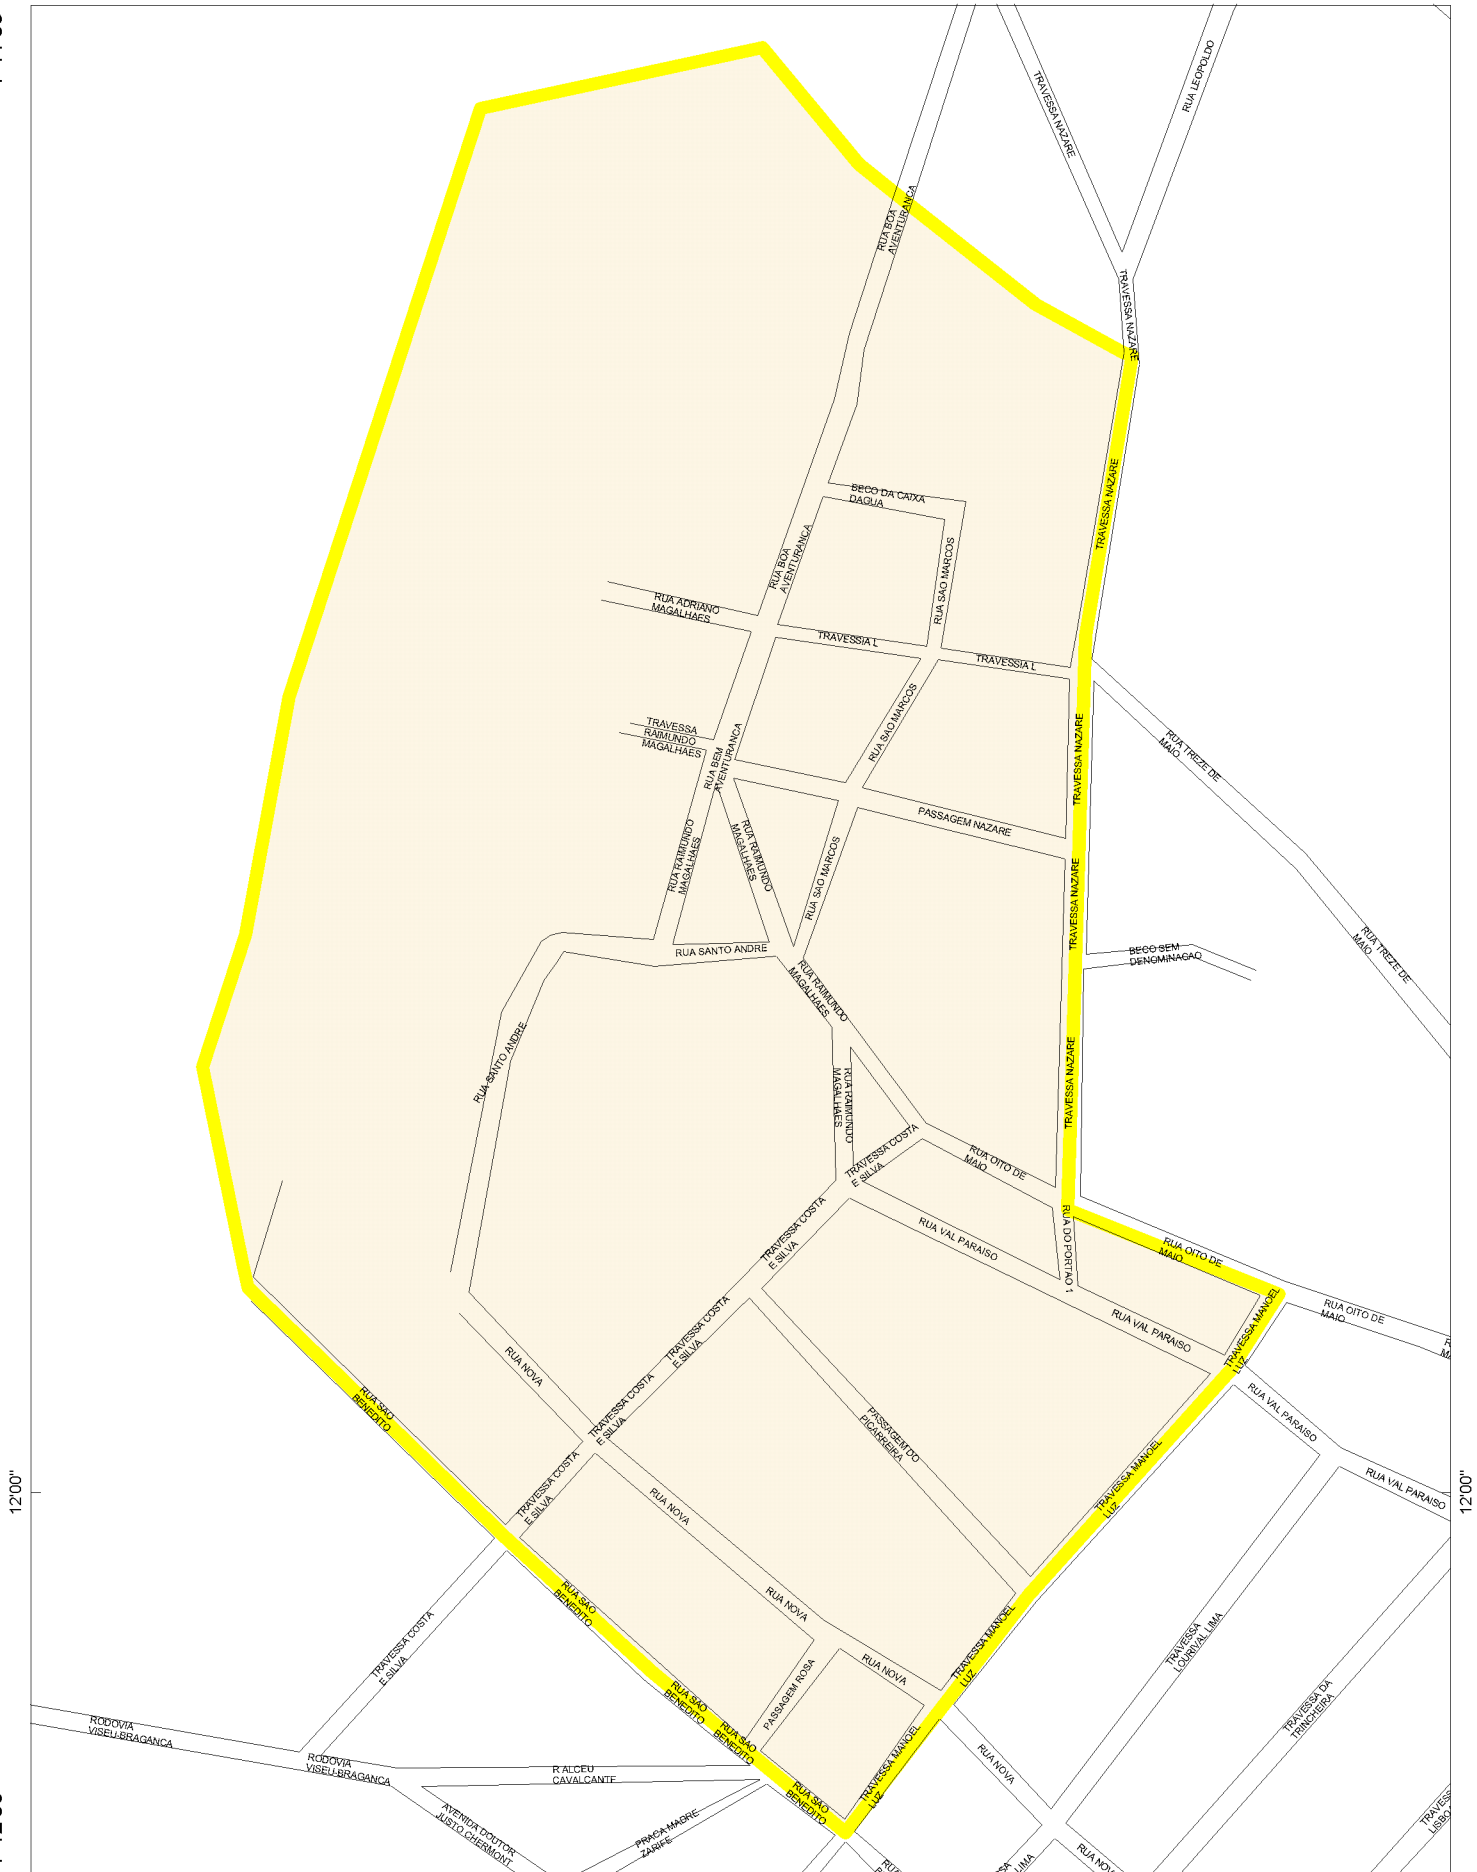 TRAVESSA NAZARE
RUA LEOPOLDO
RUA BOA
AVENTURANCA
TRAVESSA NAZARE
TRAVESSA NAZARE
BECO DA CAIXA
DAGUA
RUA BOA
AVENTURANCA
RUA SAO MARCOS
RUA ADRIANO
MAGALHAES
TRAVESSIA L
TRAVESSIA L
RUA SAO MARCOS
TRAVESSA
RAIMUNDO
MAGALHAES
RUA BEM
AVENTURANCA
TRAVESSA NAZARE
RUA TREZE DE
MAIO
PASSAGEM NAZARE
RUA RAIMUNDO
MAGALHAES
RUA RAIMUNDO
MAGALHAES
RUA SAO MARCOS
TRAVESSA NAZARE
RUA SANTO ANDRE
BECO SEM
DENOMINACAO
RUA TREZE DE
MAIO
RUA RAIMUNDO
MAGALHAES
RUA SANTO ANDRE
RUA RAIMUNDO
MAGALHAES
TRAVESSA NAZARE
TRAVESSA COSTA
E SILVA
RUA OITO DE
MAIO
TRAVESSA COSTA
E SILVA
RUA VAL PARAISO
RUA DO PORTAO 1
RUA OITO DE
MAIO
TRAVESSA COSTA
E SILVA
RUA VAL PARAISO
TRAVESSA MANOEL
LUZ
RUA OITO DE
MAIO
RUA NOVA
TRAVESSA COSTA
E SILVA
RUA SAO
BENEDITO
PASSAGEM DO
PICARREIRA
RUA VAL PARAISO
TRAVESSA COSTA
E SILVA
RUA NOVA
TRAVESSA MANOEL
LUZ
RUA VAL PARAISO
12'00"
12'00"
RUA SAO
BENEDITO
RUA NOVA
TRAVESSA MANOEL
LUZ
TRAVESSA COSTA
E SILVA
TRAVESSA
LOURIVAL LIMA
RUA NOVA
PASSAGEM ROSA
RUA SAO
BENEDITO
TRAVESSA DA
TRINCHEIRA
RODOVIA
VISEU-BRAGANCA
RUA SAO
BENEDITO
RODOVIA
VISEU-BRAGANCA
R ALCEU
CAVALCANTE
TRAVESSA MANOEL
LUZ
RUA NOVA
RUA SAO
BENEDITO
AVENIDA DOUTOR
JUSTO CHERMONT
PRACA MADRE
ZARIFE
RUA NOV
LIMA